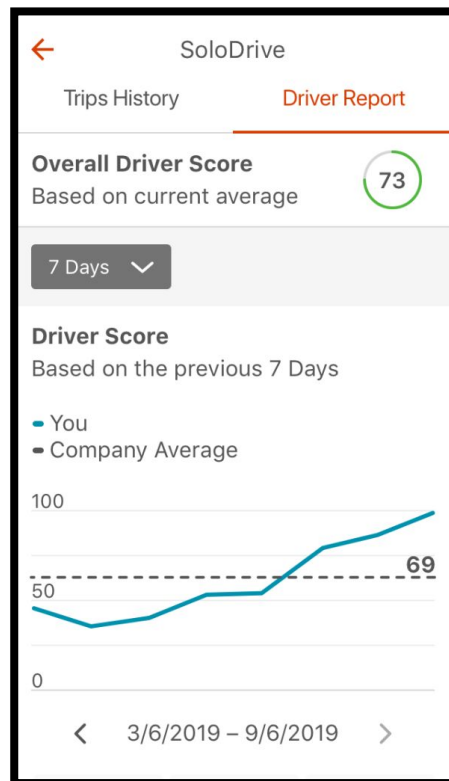 SoloDrive
Trips History
Driver Report
Overall Driver Score
Based on current average
73
7 Days
Driver Score
Based on the previous 7 Days
You
Company Average
100
69
50
0
3/6/2019 – 9/6/2019